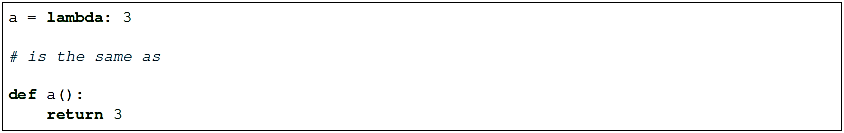 a = lambda: 3
# is the same as
def a():
    return 3